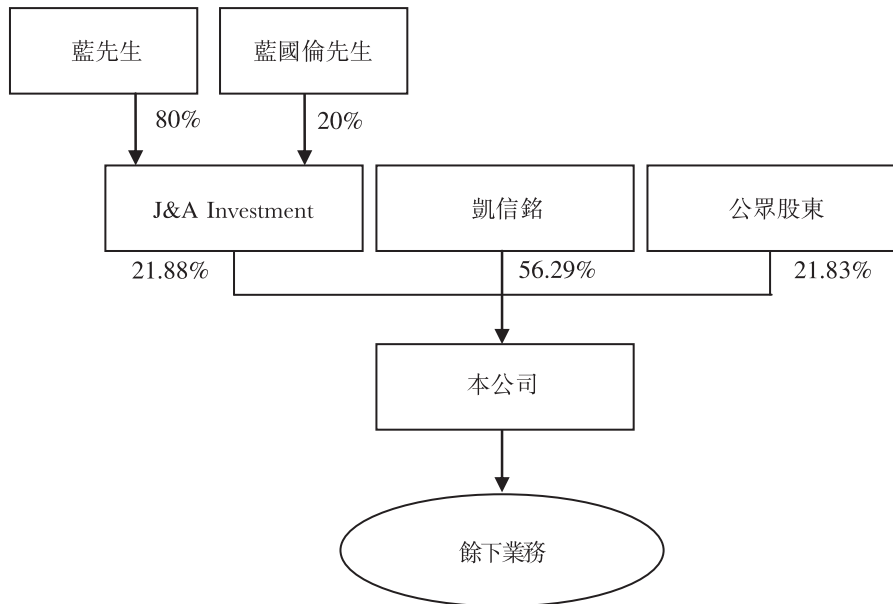 藍先生
藍國倫先生
80%
20%
J&A Investment
凱信銘
公眾股東
21.88%
56.29%
21.83%
本公司
餘下業務